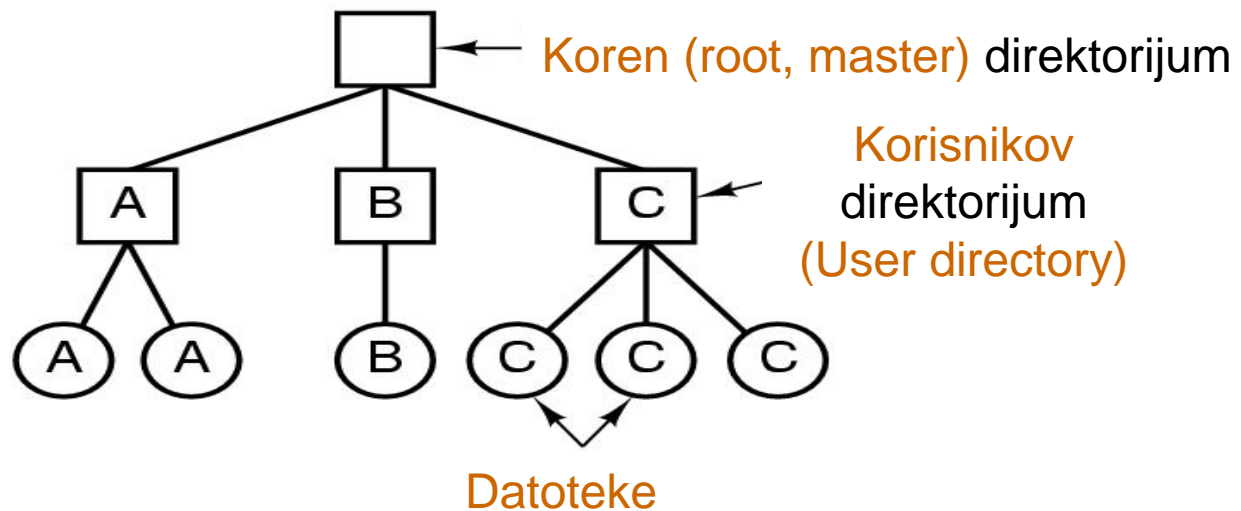 Koren (root, master) direktorijum
Korisnikov
direktorijum
(User directory)
A B C
A A B C C C
Datoteke